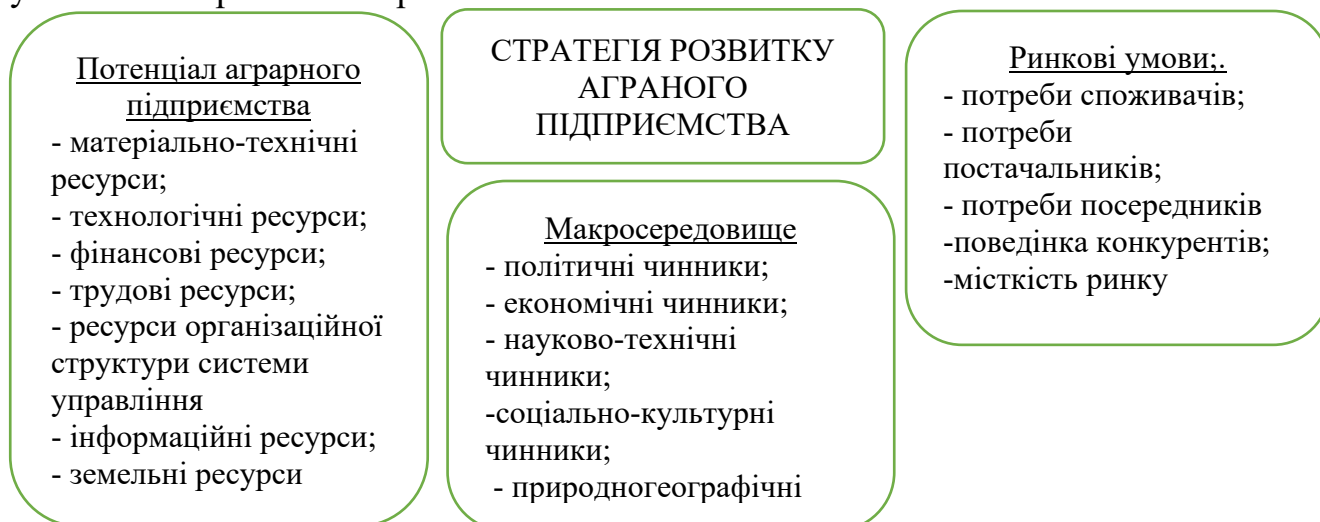 Потенціал аграрного
підприємства
- матеріально-технічні
ресурси;
- технологічні ресурси;
- фінансові ресурси;
- трудові ресурси;
- ресурси організаційної
структури системи
управління
- інформаційні ресурси;
- земельні ресурси
СТРАТЕГІЯ РОЗВИТКУ
АГРАНОГО
ПІДПРИЄМСТВА
Макросередовище
- політичні чинники;
- економічні чинники;
- науково-технічні
чинники;
-соціально-культурні
чинники;
- природногеографічні
Ринкові умови;.
- потреби споживачів;
- потреби
постачальників;
- потреби посередників
-поведінка конкурентів;
-місткість ринку